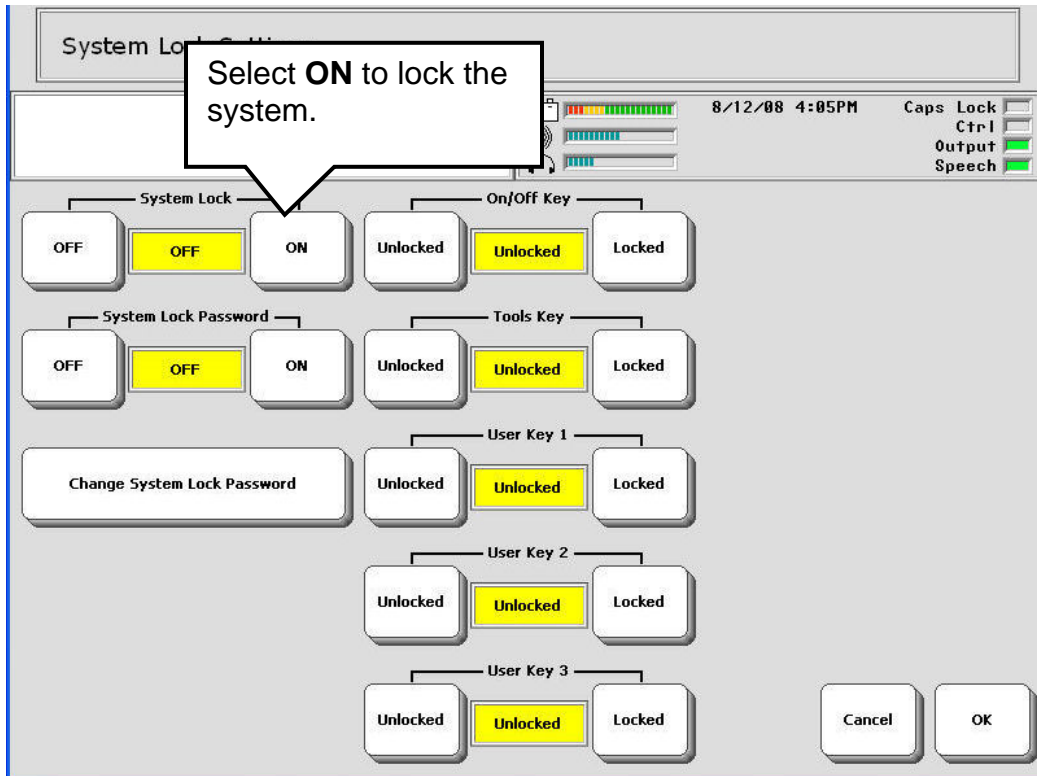 System Lo
Select ON to lock the
system.
8/12/08 4:05PM
Caps Lock
Ctrl
Output
Speech
System Lock
OFF
OFF
ON
On/Off Key
Unlocked
Unlocked
Locked
System Lock Password
OFF
OFF
ON
Tools Key
Unlocked
Unlocked
Locked
Change System Lock Password
User Key 1
Unlocked
Unlocked
Locked
User Key 2
Unlocked
Unlocked
Locked
User Key 3
Unlocked
Unlocked
Locked
Cancel
OK